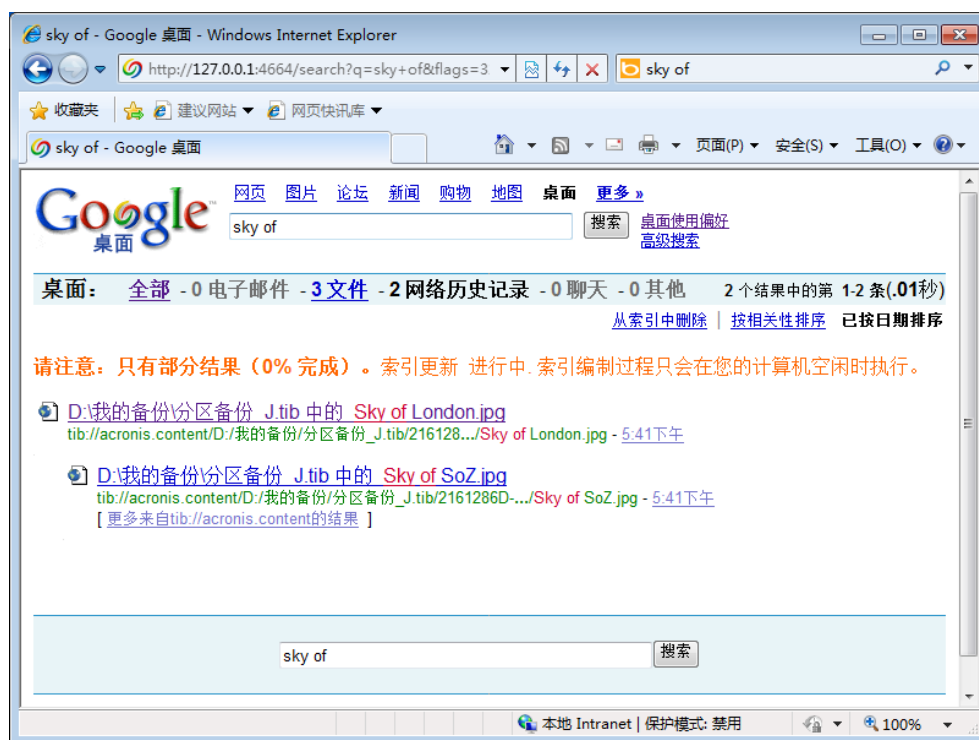 sky of - Google 桌面 - Windows Internet Explorer
http://127.0.0.1:4664/search?q=sky+of&flags=3
sky of
收藏夹 建议网站 网页快讯库
sky of - Google 桌面
页面(P) 安全(S) 工具(O)
Google 桌面
网页 图片 论坛 新闻 购物 地图 桌面 更多 »
sky of 搜索 桌面使用偏好
高级搜索
桌面： 全部 - 0 电子邮件 - 3 文件 - 2 网络历史记录 - 0 聊天 - 0 其他 2 个结果中的第 1-2 条(.01秒)
从索引中删除 | 按相关性排序 已按日期排序
请注意：只有部分结果（0% 完成）。索引更新 进行中. 索引编制过程只会在您的计算机空闲时执行。
D:\我的备份\分区备份_J.tib 中的 Sky of London.jpg
tib://acronis.content/D:/我的备份/分区备份_J.tib/216128.../Sky of London.jpg - 5:41下午
D:\我的备份\分区备份_J.tib 中的 Sky of SoZ.jpg
tib://acronis.content/D:/我的备份/分区备份_J.tib/2161286D-.../Sky of SoZ.jpg - 5:41下午
[ 更多来自tib://acronis.content的结果 ]
sky of 搜索
本地 Intranet | 保护模式: 禁用 100%